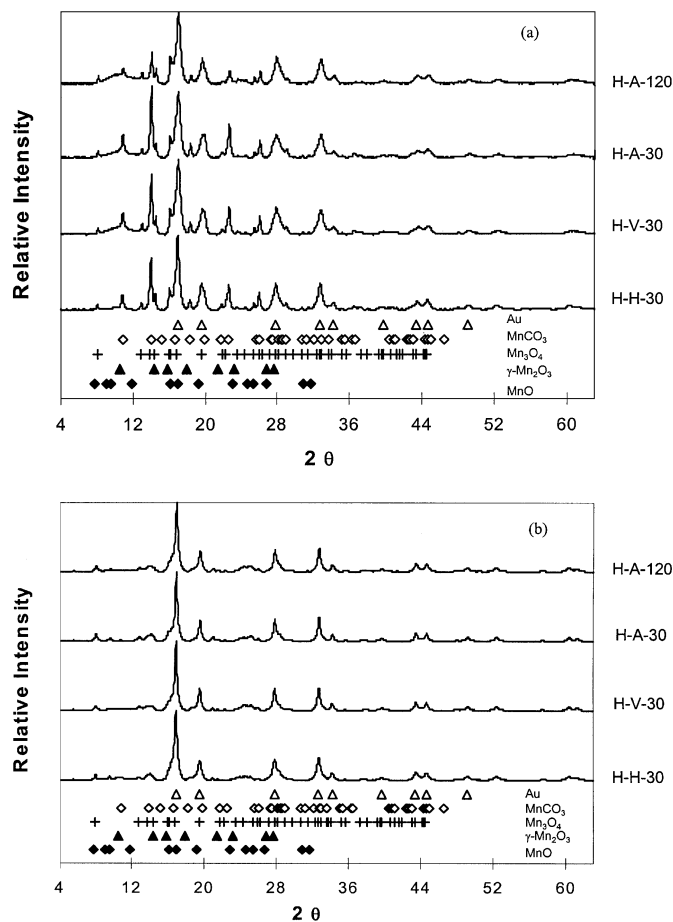 (a)
Relative Intensity
H-A-120
H-A-30
H-V-30
H-H-30
Au
MnCO₃
Mn₃O₄
γ-Mn₂O₃
MnO
4 12 20 28 36 44 52 60
2 θ
(b)
Relative Intensity
H-A-120
H-A-30
H-V-30
H-H-30
Au
MnCO₃
Mn₃O₄
γ-Mn₂O₃
MnO
4 12 20 28 36 44 52 60
2 θ